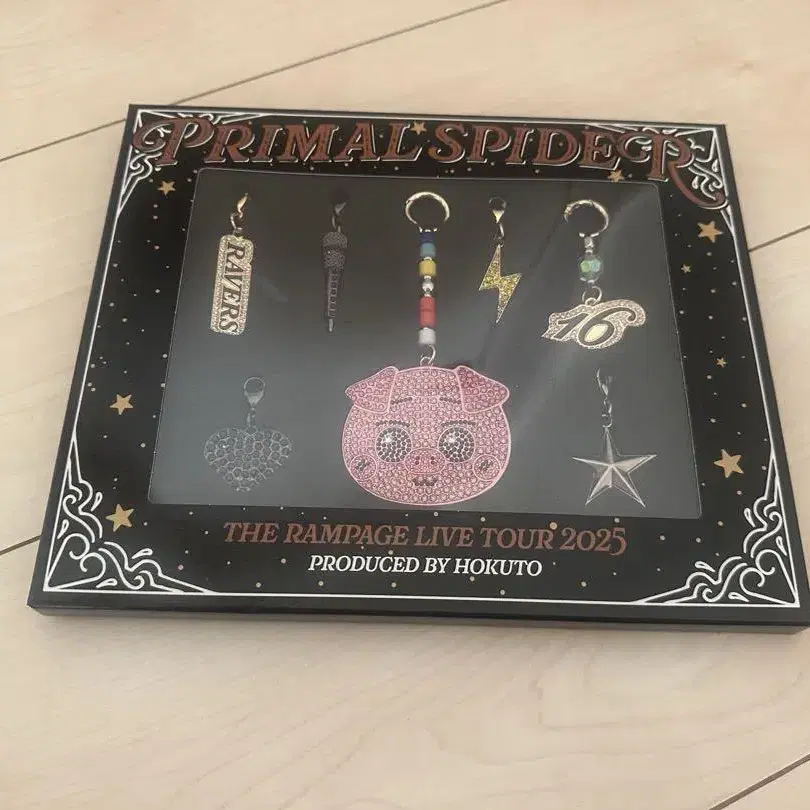 PRIMAL SPIDER
RAVERS
16
THE RAMPAGE LIVE TOUR 2025
PRODUCED BY HOKUTO